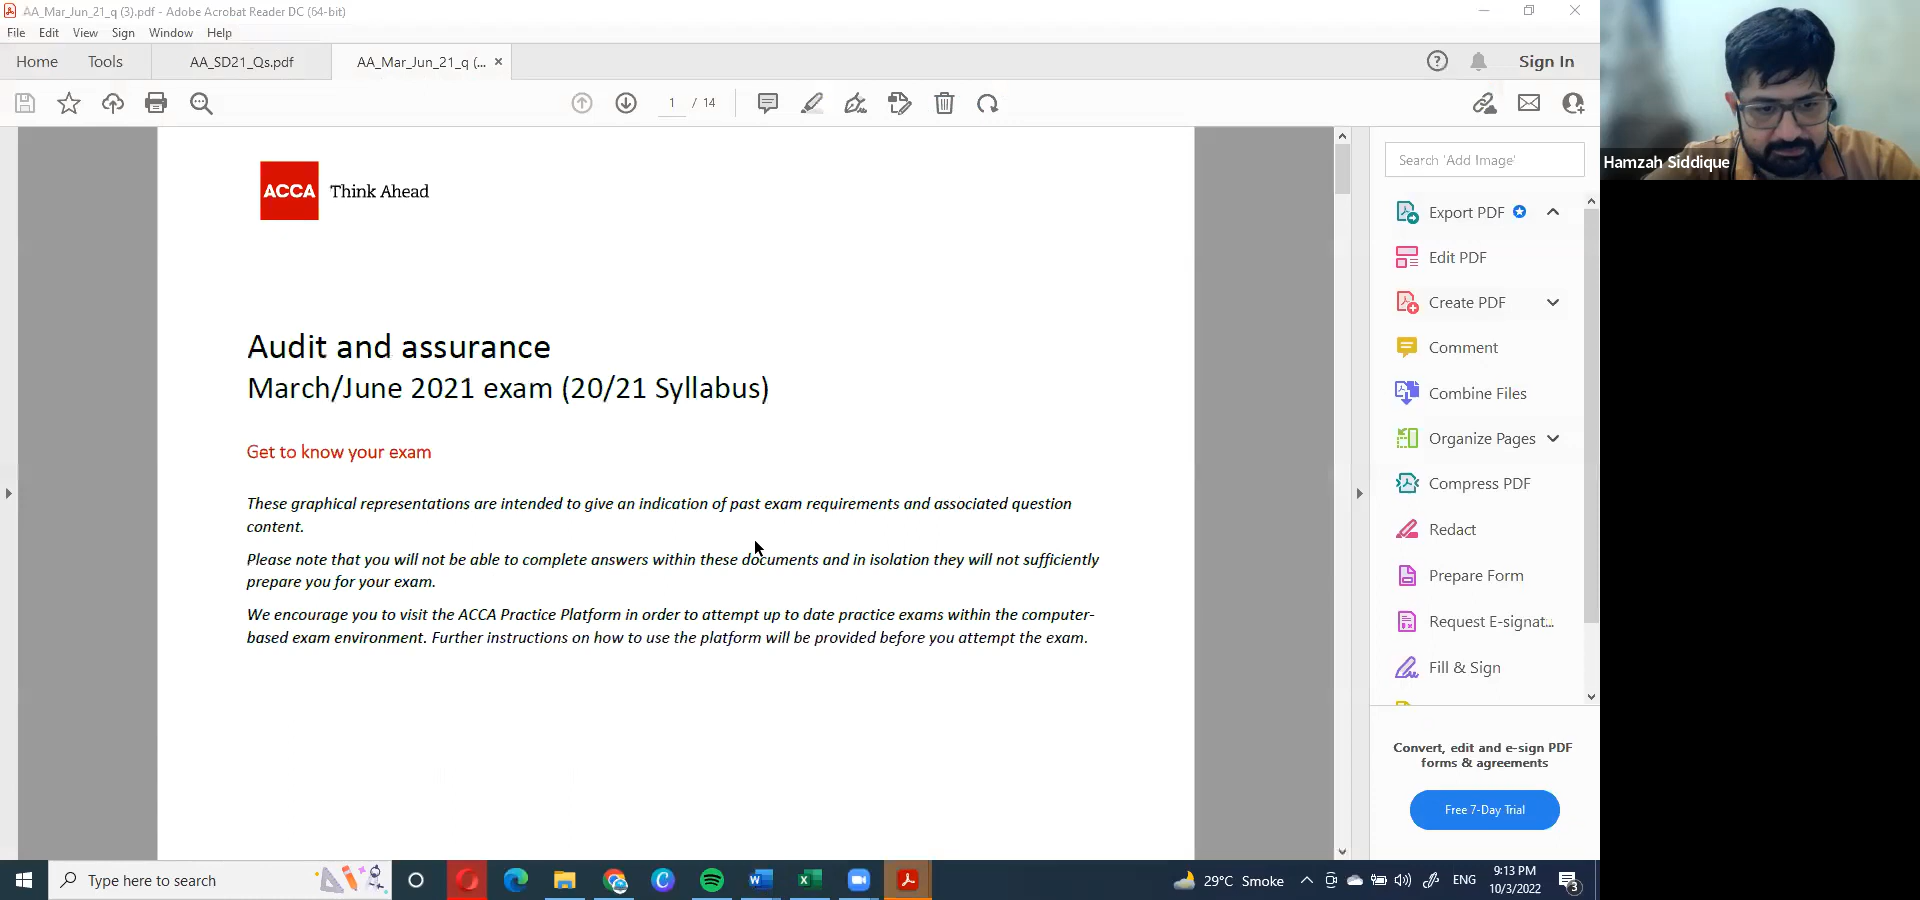 AA_Mar_Jun_21_q (3).pdf - Adobe Acrobat Reader DC (64-bit)
File Edit View Sign Window Help
Home Tools AA_SD21_Qs.pdf AA_Mar_Jun_21_q (... × Sign In
1 / 14
ACCA Think Ahead
Audit and assurance
March/June 2021 exam (20/21 Syllabus)
Get to know your exam
These graphical representations are intended to give an indication of past exam requirements and associated question
content.
Please note that you will not be able to complete answers within these documents and in isolation they will not sufficiently
prepare you for your exam.
We encourage you to visit the ACCA Practice Platform in order to attempt up to date practice exams within the computer-
based exam environment. Further instructions on how to use the platform will be provided before you attempt the exam.
Search 'Add Image'
Export PDF
Edit PDF
Create PDF
Comment
Combine Files
Organize Pages
Compress PDF
Redact
Prepare Form
Request E-signat...
Fill & Sign
Convert, edit and e-sign PDF
forms & agreements
Free 7-Day Trial
Hamzah Siddique
Type here to search
29°C Smoke
ENG
9:13 PM
10/3/2022
3